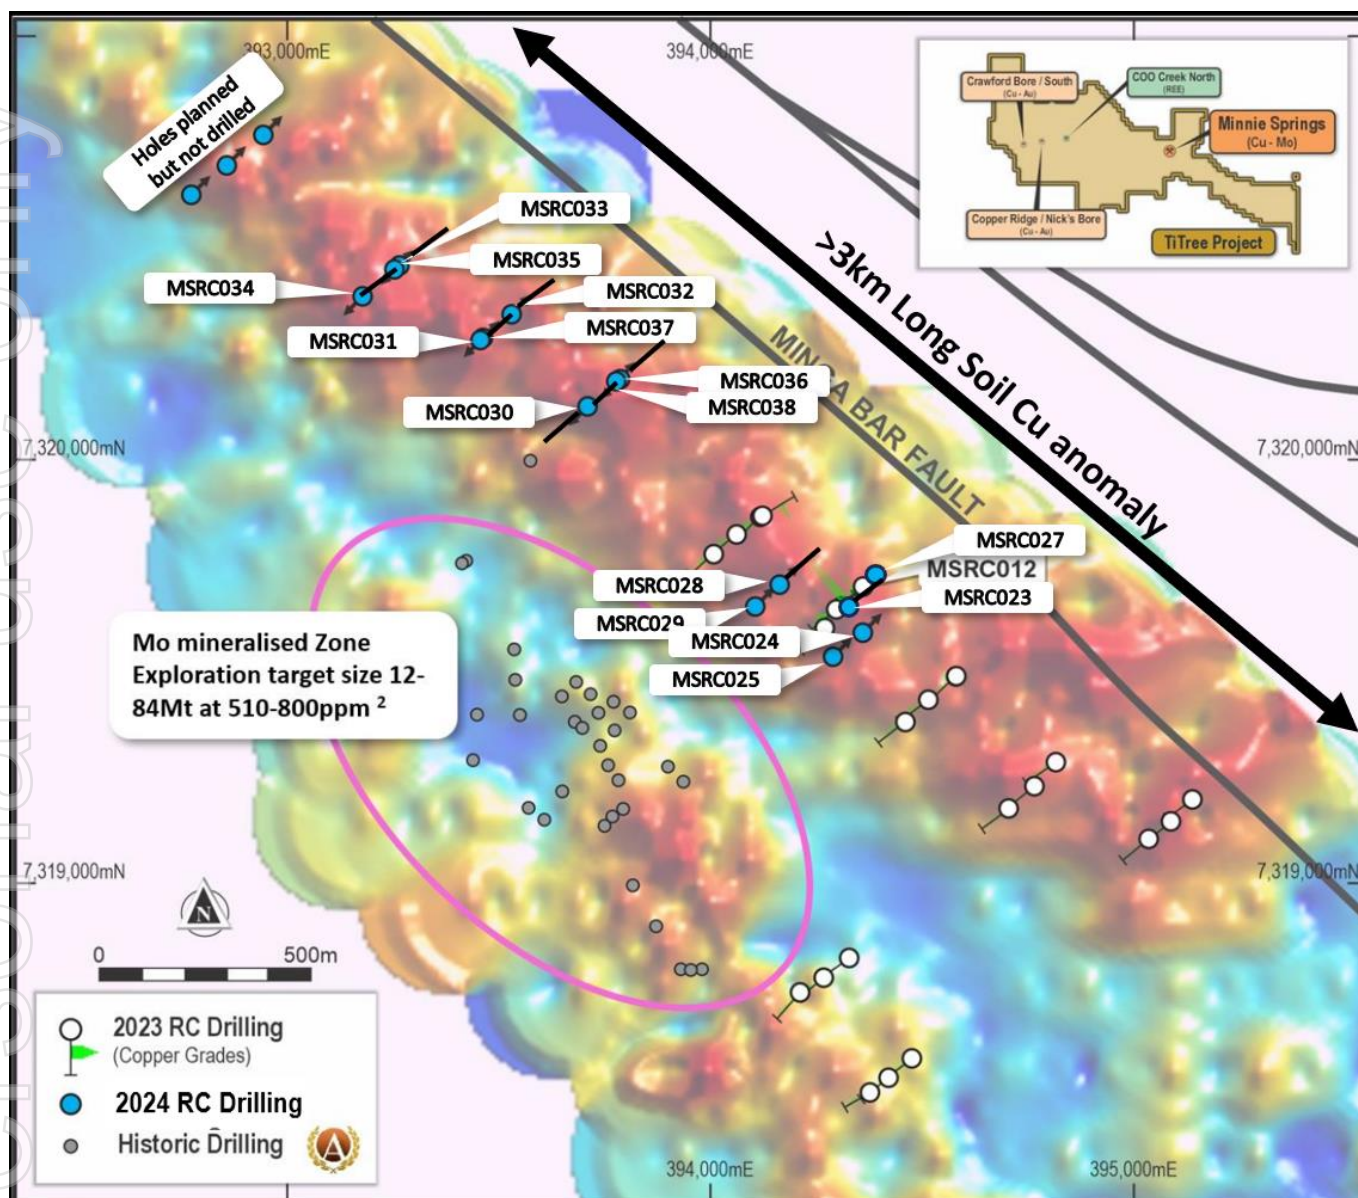 393,000mE
394,000mE
Holes planned
but not drilled
Crawford Bore / South
(Cu - Au)
COO Creek North
(REE)
Minnie Springs
(Cu - Mo)
Copper Ridge / Nick's Bore
(Cu - Au)
TiTree Project
MSRC033
MSRC035
MSRC034
MSRC032
MSRC037
MSRC031
MSRC036
MSRC038
MSRC030
>3km Long Soil Cu anomaly
MINGA BAR FAULT
7,320,000mN
7,320,000mN
MSRC027
MSRC012
MSRC028
MSRC023
MSRC029
MSRC024
MSRC025
Mo mineralised Zone
Exploration target size 12-
84Mt at 510-800ppm 2
7,319,000mN
7,319,000mN
N
0 500m
2023 RC Drilling
(Copper Grades)
2024 RC Drilling
Historic Drilling
A
394,000mE
395,000mE